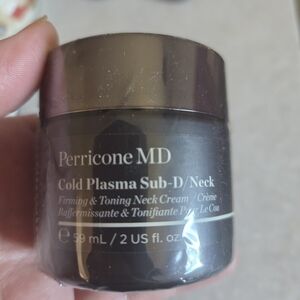 Perricone MD
Cold Plasma Sub-D/Neck
Firming & Toning Neck Cream / Crème
Raffermissante & Tonifiante Pour Le Cou
℮ 59 mL / 2 US fl. oz.